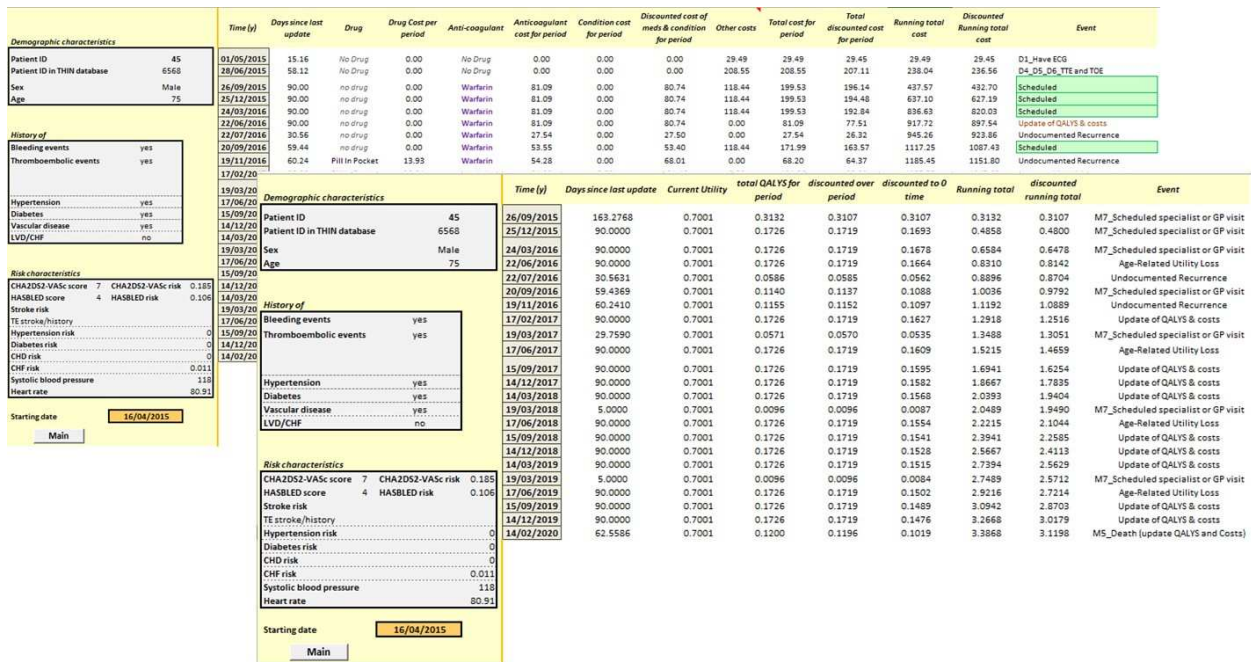 Demographic characteristics
Patient ID 45
Patient ID in THIN database 6568
Sex Male
Age 75
History of
Bleeding events yes
Thromboembolic events yes
Hypertension yes
Diabetes yes
Vascular disease yes
LVD/CHF no
Risk characteristics
CHA2DS2-VASc score 7 CHA2DS2-VASc risk 0.185
HASBLED score 4 HASBLED risk 0.106
Stroke risk
TE stroke/history
Hypertension risk 0
Diabetes risk 0
CHD risk 0
CHF risk 0.011
Systolic blood pressure 118
Heart rate 80.91
Starting date 16/04/2015
Main
Time (y) Days since last update Drug Drug Cost per period Anti-coagulant Anticoagulant cost for period Condition cost for period Discounted cost of meds & condition for period Other costs Total cost for period Total discounted cost for period Running total cost Discounted Running total cost Event
01/05/2015 15.16 No Drug 0.00 No Drug 0.00 0.00 0.00 29.49 29.49 29.45 29.49 29.45 D1_Have ECG
28/06/2015 58.12 No Drug 0.00 No Drug 0.00 0.00 0.00 208.55 208.55 207.11 238.04 236.56 D4_D5_D6_TTE and TOE
26/09/2015 90.00 no drug 0.00 Warfarin 81.09 0.00 80.74 118.44 199.53 196.14 437.57 432.70 Scheduled
25/12/2015 90.00 no drug 0.00 Warfarin 81.09 0.00 80.74 118.44 199.53 194.48 637.10 627.19 Scheduled
24/03/2016 90.00 no drug 0.00 Warfarin 81.09 0.00 80.74 118.44 199.53 192.84 836.63 820.03 Scheduled
22/06/2016 90.00 no drug 0.00 Warfarin 81.09 0.00 80.74 0.00 81.09 77.51 917.72 897.54 Update of QALYS & costs
22/07/2016 30.56 no drug 0.00 Warfarin 27.54 0.00 27.50 0.00 27.54 26.32 945.26 923.86 Undocumented Recurrence
20/09/2016 59.44 no drug 0.00 Warfarin 53.55 0.00 53.40 118.44 171.99 163.57 1117.25 1087.43 Scheduled
19/11/2016 60.24 Pill In Pocket 13.93 Warfarin 54.28 0.00 68.01 0.00 68.20 64.37 1185.45 1151.80 Undocumented Recurrence
17/02/20
19/03/20
17/06/20
15/09/20
14/12/20
14/03/20
19/03/20
17/06/20
15/09/20
14/12/20
14/03/20
19/03/20
17/06/20
15/09/20
14/12/20
14/02/20
Demographic characteristics
Patient ID 45
Patient ID in THIN database 6568
Sex Male
Age 75
History of
Bleeding events yes
Thromboembolic events yes
Hypertension yes
Diabetes yes
Vascular disease yes
LVD/CHF no
Risk characteristics
CHA2DS2-VASc score 7 CHA2DS2-VASc risk 0.185
HASBLED score 4 HASBLED risk 0.106
Stroke risk
TE stroke/history
Hypertension risk 0
Diabetes risk 0
CHD risk 0
CHF risk 0.011
Systolic blood pressure 118
Heart rate 80.91
Starting date 16/04/2015
Main
Time (y) Days since last update Current Utility total QALYS for period discounted over period discounted to 0 time Running total discounted running total Event
26/09/2015 163.2768 0.7001 0.3132 0.3107 0.3107 0.3132 0.3107 M7_Scheduled specialist or GP visit
25/12/2015 90.0000 0.7001 0.1726 0.1719 0.1693 0.4858 0.4800 M7_Scheduled specialist or GP visit
24/03/2016 90.0000 0.7001 0.1726 0.1719 0.1678 0.6584 0.6478 M7_Scheduled specialist or GP visit
22/06/2016 90.0000 0.7001 0.1726 0.1719 0.1664 0.8310 0.8142 Age-Related Utility Loss
22/07/2016 30.5631 0.7001 0.0586 0.0585 0.0562 0.8896 0.8704 Undocumented Recurrence
20/09/2016 59.4369 0.7001 0.1140 0.1137 0.1088 1.0036 0.9792 M7_Scheduled specialist or GP visit
19/11/2016 60.2410 0.7001 0.1155 0.1152 0.1097 1.1192 1.0889 Undocumented Recurrence
17/02/2017 90.0000 0.7001 0.1726 0.1719 0.1627 1.2918 1.2516 Update of QALYS & costs
19/03/2017 29.7590 0.7001 0.0571 0.0570 0.0535 1.3488 1.3051 M7_Scheduled specialist or GP visit
17/06/2017 90.0000 0.7001 0.1726 0.1719 0.1609 1.5215 1.4659 Age-Related Utility Loss
15/09/2017 90.0000 0.7001 0.1726 0.1719 0.1595 1.6941 1.6254 Update of QALYS & costs
14/12/2017 90.0000 0.7001 0.1726 0.1719 0.1582 1.8667 1.7835 Update of QALYS & costs
14/03/2018 90.0000 0.7001 0.1726 0.1719 0.1568 2.0393 1.9404 Update of QALYS & costs
19/03/2018 5.0000 0.7001 0.0096 0.0096 0.0087 2.0489 1.9490 M7_Scheduled specialist or GP visit
17/06/2018 90.0000 0.7001 0.1726 0.1719 0.1554 2.2215 2.1044 Age-Related Utility Loss
15/09/2018 90.0000 0.7001 0.1726 0.1719 0.1541 2.3941 2.2585 Update of QALYS & costs
14/12/2018 90.0000 0.7001 0.1726 0.1719 0.1528 2.5667 2.4113 Update of QALYS & costs
14/03/2019 90.0000 0.7001 0.1726 0.1719 0.1515 2.7394 2.5629 Update of QALYS & costs
19/03/2019 5.0000 0.7001 0.0096 0.0096 0.0084 2.7489 2.5712 M7_Scheduled specialist or GP visit
17/06/2019 90.0000 0.7001 0.1726 0.1719 0.1502 2.9216 2.7214 Age-Related Utility Loss
15/09/2019 90.0000 0.7001 0.1726 0.1719 0.1489 3.0942 2.8703 Update of QALYS & costs
14/12/2019 90.0000 0.7001 0.1726 0.1719 0.1476 3.2668 3.0179 Update of QALYS & costs
14/02/2020 62.5586 0.7001 0.1200 0.1196 0.1019 3.3868 3.1198 M5_Death (update QALYS and Costs)